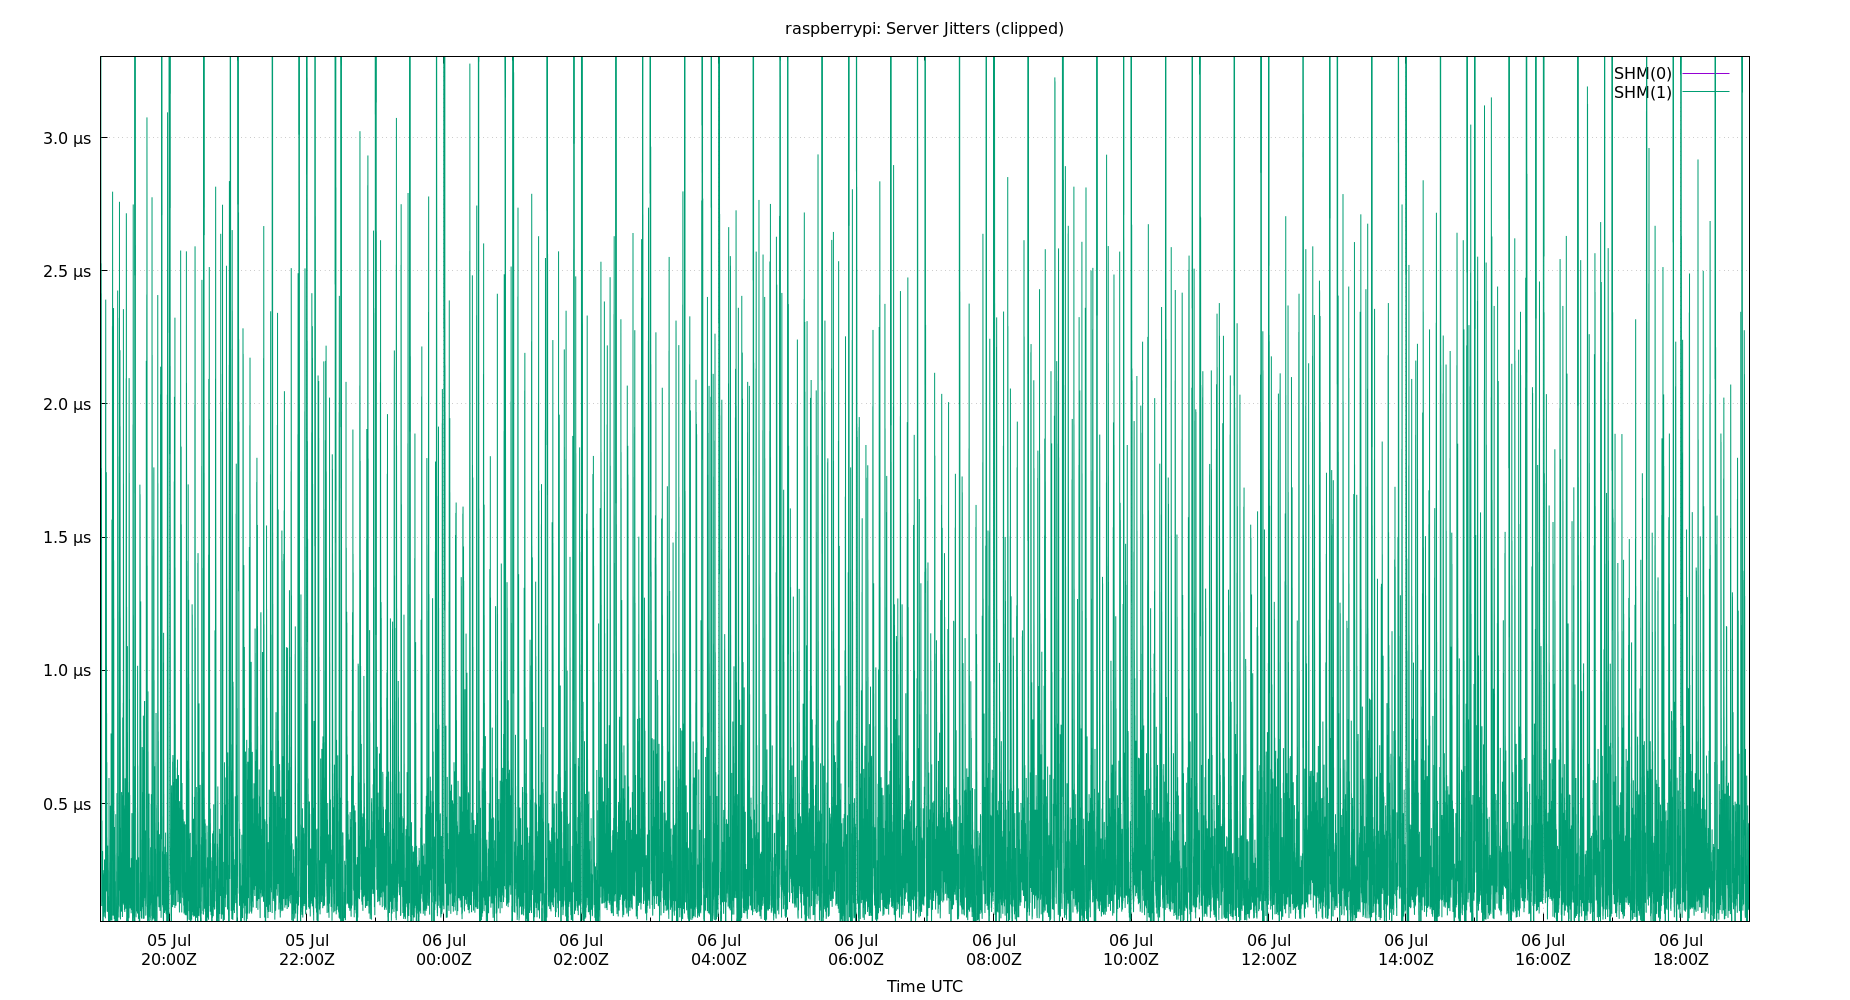 raspberrypi: Server Jitters (clipped)
SHM(0)
SHM(1)
3.0 µs
2.5 µs
2.0 µs
1.5 µs
1.0 µs
0.5 µs
05 Jul 05 Jul 06 Jul 06 Jul 06 Jul 06 Jul 06 Jul 06 Jul 06 Jul 06 Jul 06 Jul 06 Jul
20:00Z 22:00Z 00:00Z 02:00Z 04:00Z 06:00Z 08:00Z 10:00Z 12:00Z 14:00Z 16:00Z 18:00Z
Time UTC